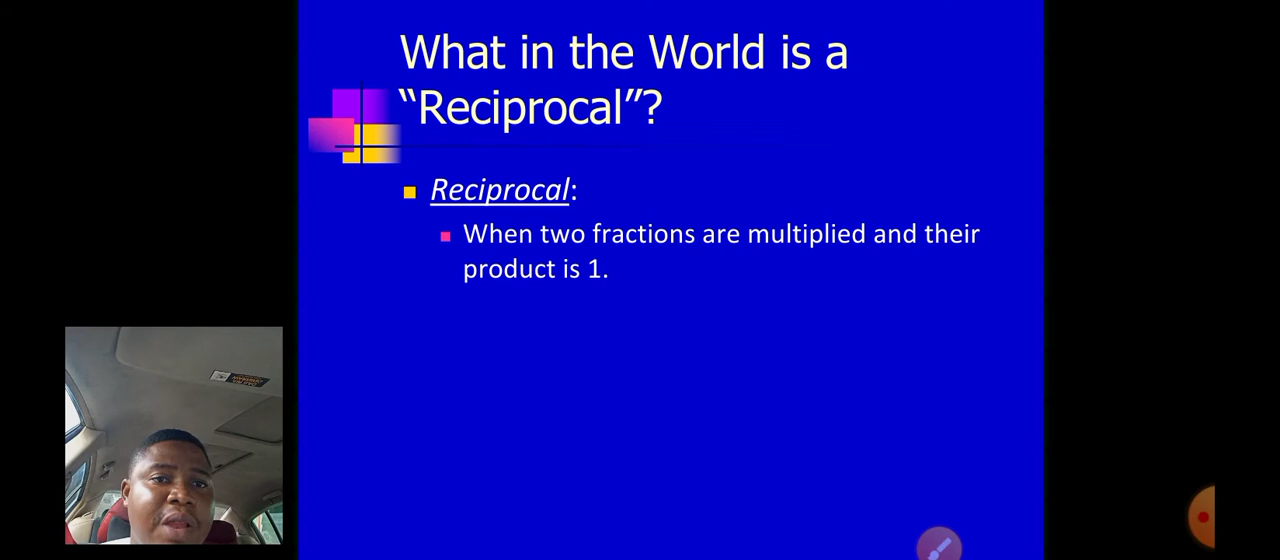 What in the World is a
“Reciprocal”?
Reciprocal:
When two fractions are multiplied and their
product is 1.